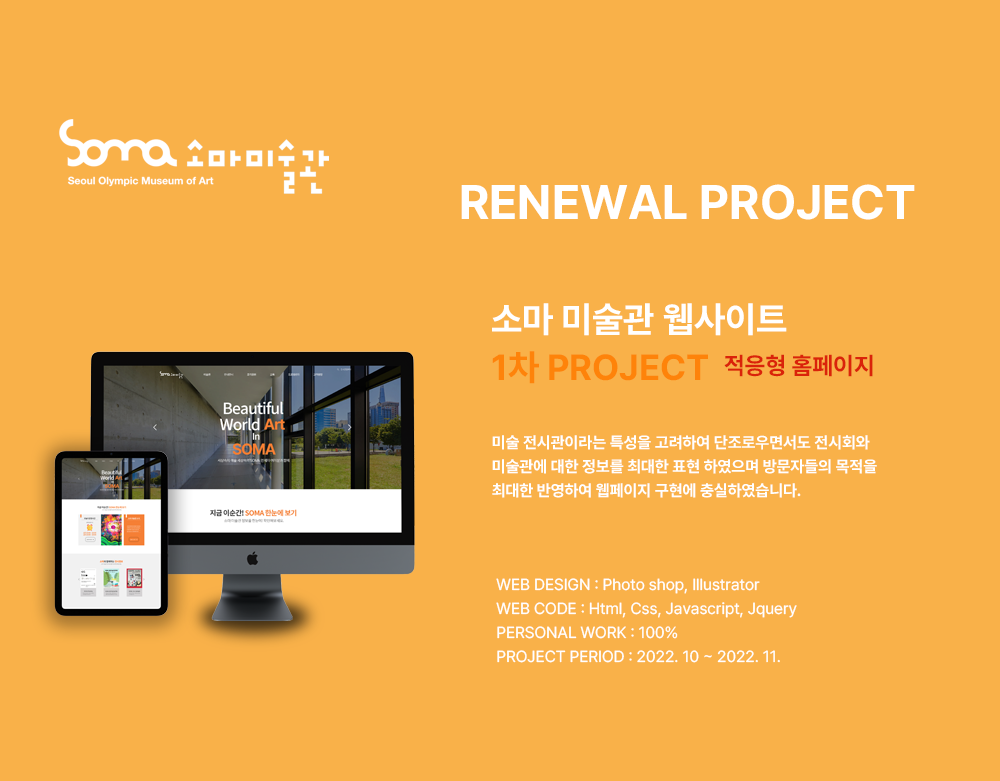 Soma 소마미술관
Seoul Olympic Museum of Art
RENEWAL PROJECT
소마 미술관 웹사이트
1차 PROJECT 적응형 홈페이지
미술 전시관이라는 특성을 고려하여 단조로우면서도 전시회와
미술관에 대한 정보를 최대한 표현 하였으며 방문자들의 목적을
최대한 반영하여 웹페이지 구현에 충실하였습니다.
WEB DESIGN : Photo shop, Illustrator
WEB CODE : Html, Css, Javascript, Jquery
PERSONAL WORK : 100%
PROJECT PERIOD : 2022. 10 ~ 2022. 11.
Beautiful
World Art
In
SOMA
지금 이순간! SOMA 한눈에 보기
Beautiful
World Art
SOMA